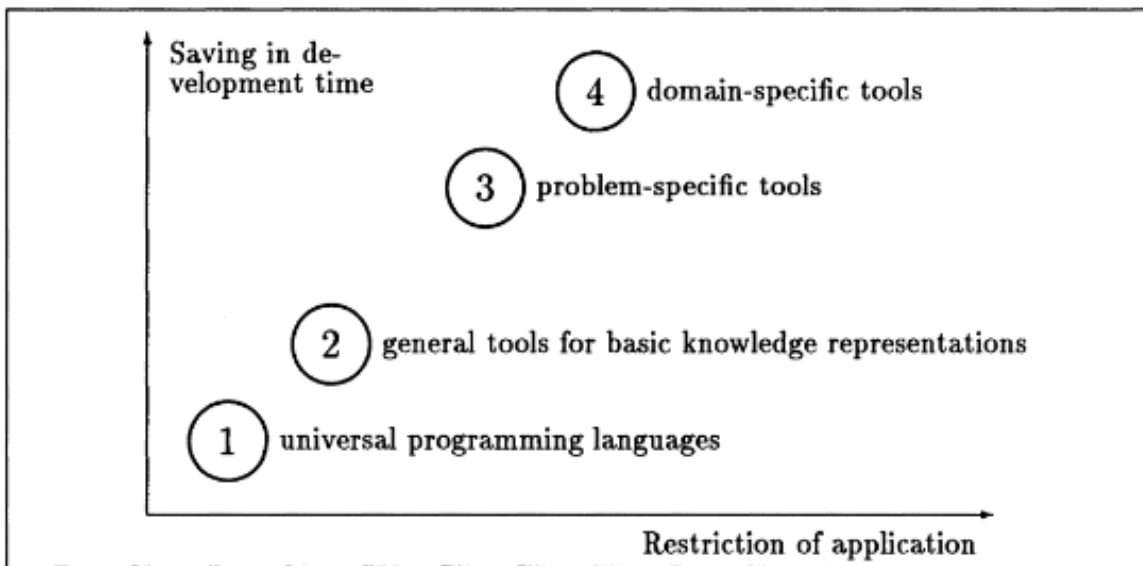 Saving in de-
velopment time
4 domain-specific tools
3 problem-specific tools
2 general tools for basic knowledge representations
1 universal programming languages
Restriction of application